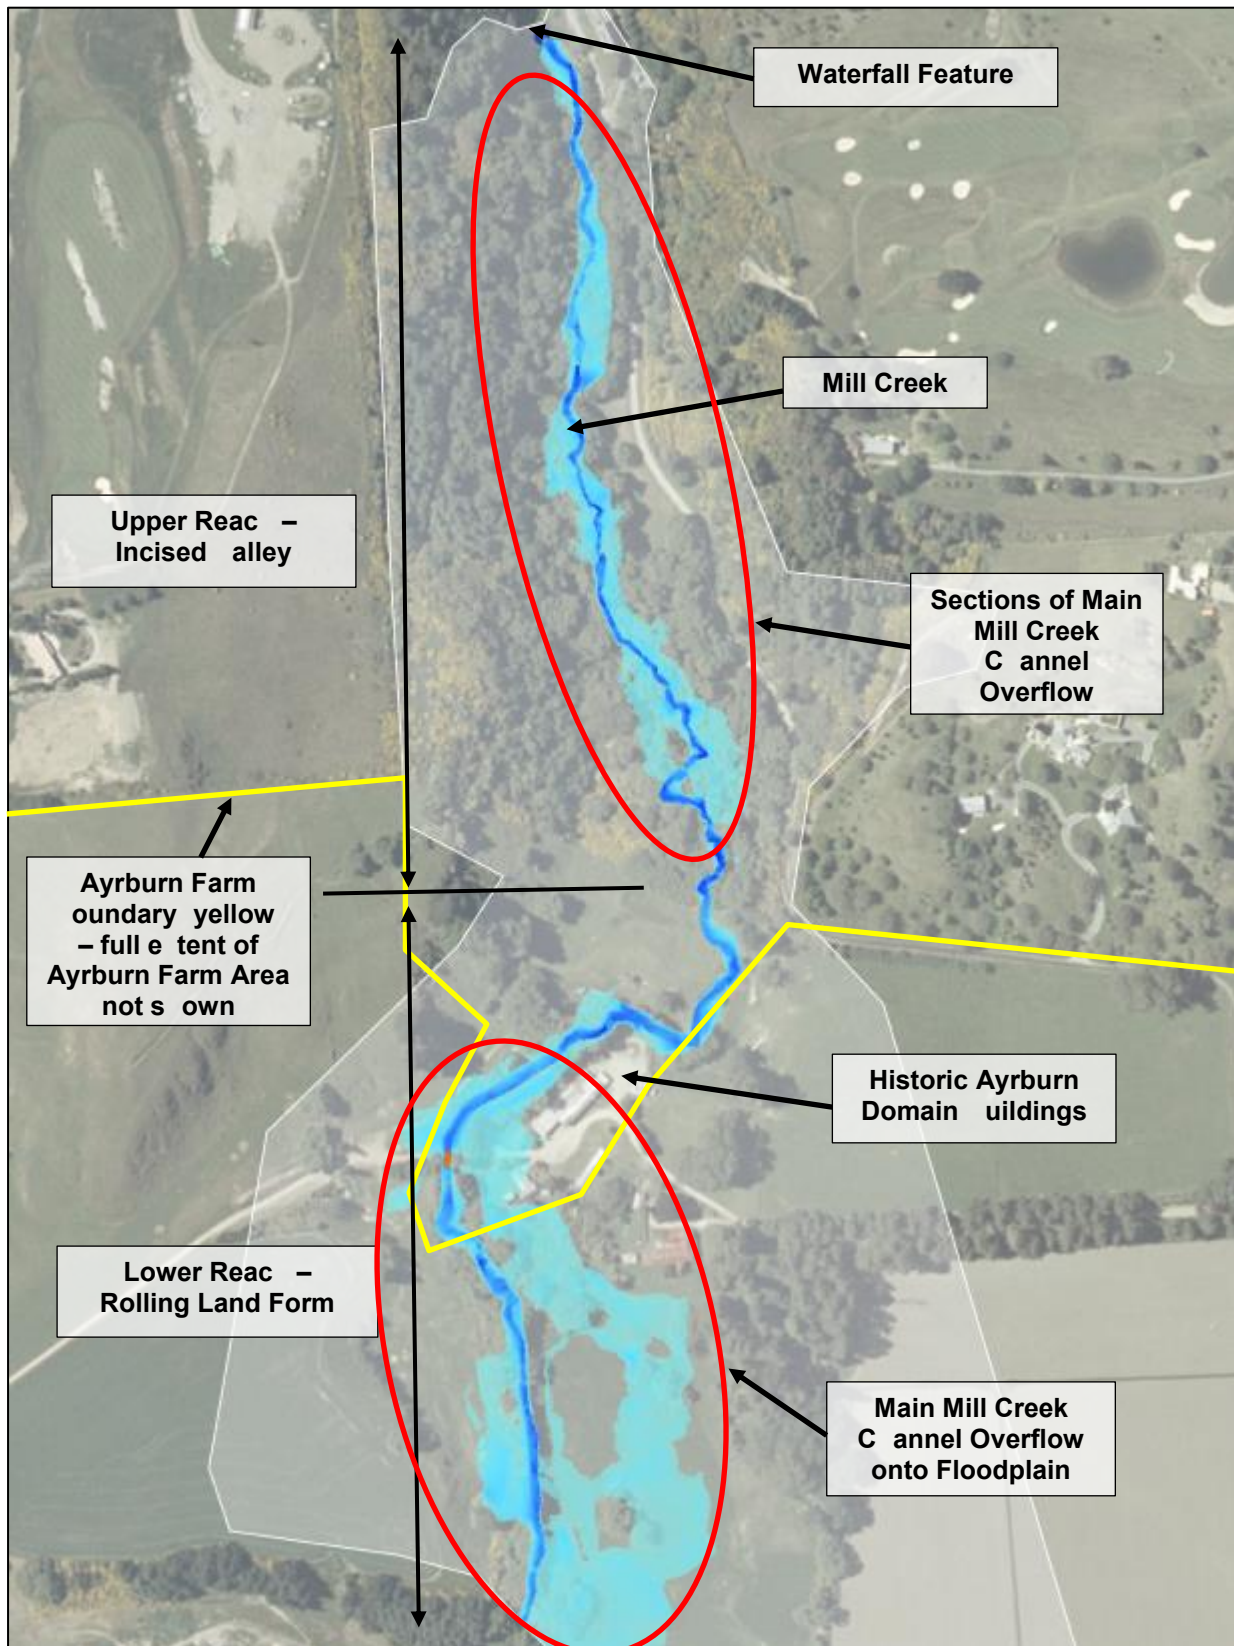 Waterfall Feature
Mill Creek
Upper Reac –
Incised alley
Sections of Main
Mill Creek
C annel
Overflow
Ayrburn Farm
oundary yellow
– full e tent of
Ayrburn Farm Area
not s own
Historic Ayrburn
Domain uildings
Lower Reac –
Rolling Land Form
Main Mill Creek
C annel Overflow
onto Floodplain